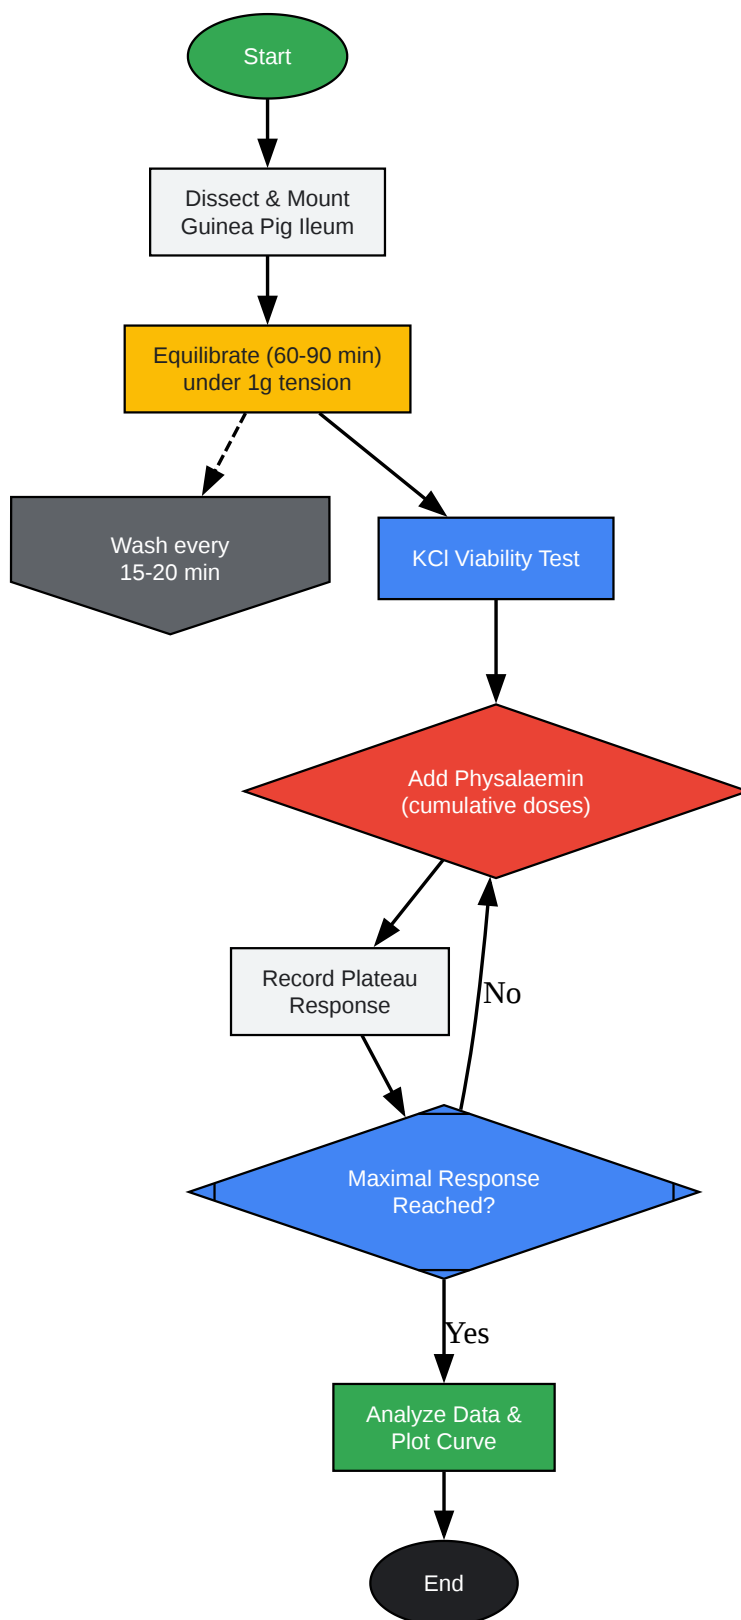 Start
Dissect & Mount
Guinea Pig Ileum
Equilibrate (60-90 min)
under 1g tension
Wash every
15-20 min
KCl Viability Test
Add Physalaemin
(cumulative doses)
Record Plateau
Response
No
Maximal Response
Reached?
Yes
Analyze Data &
Plot Curve
End